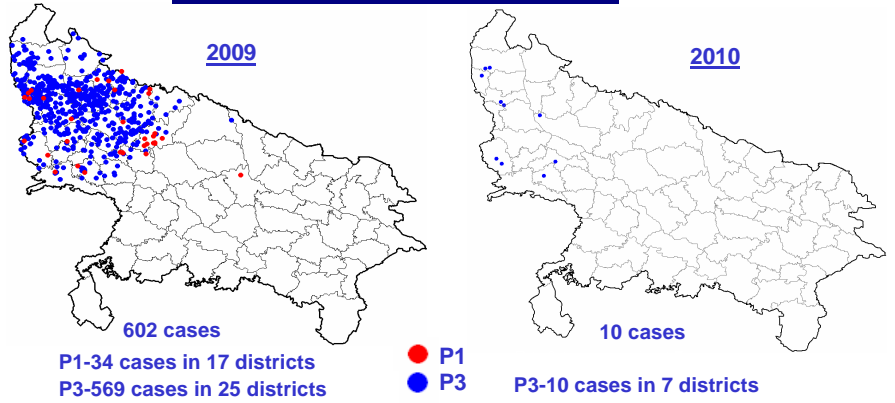 2009
2010
602 cases
10 cases
P1-34 cases in 17 districts
P3-569 cases in 25 districts
P1
P3
P3-10 cases in 7 districts